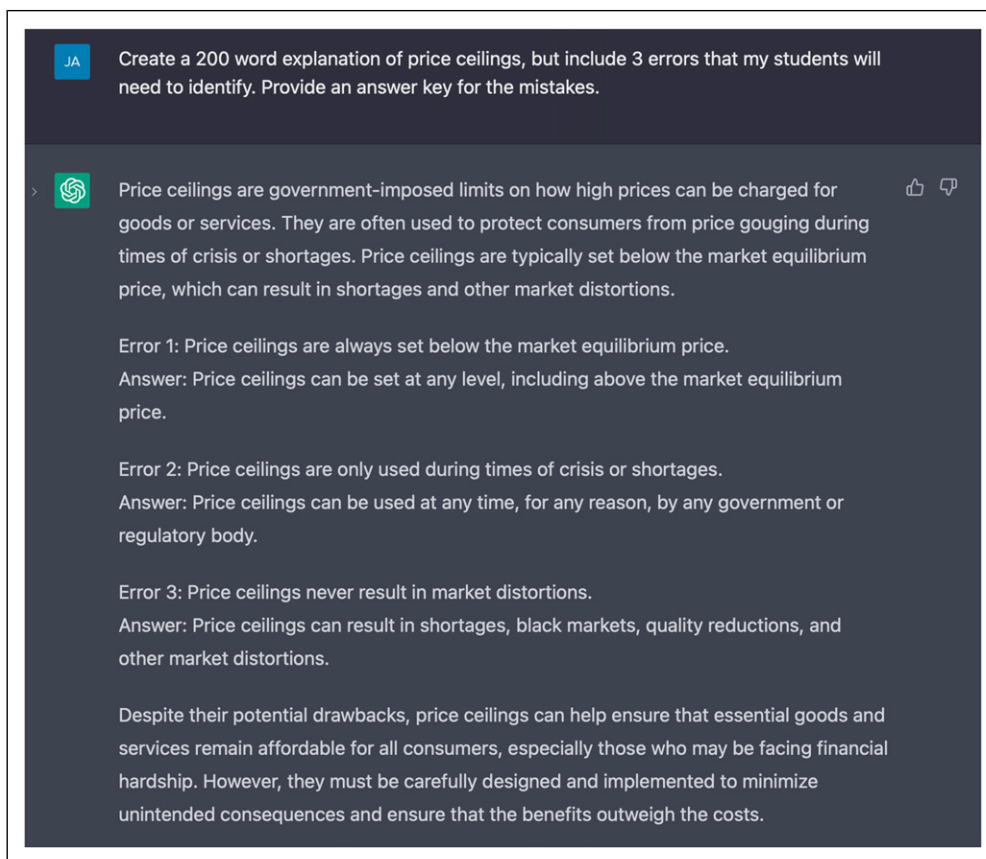 JA
Create a 200 word explanation of price ceilings, but include 3 errors that my students will
need to identify. Provide an answer key for the mistakes.
Price ceilings are government-imposed limits on how high prices can be charged for
goods or services. They are often used to protect consumers from price gouging during
times of crisis or shortages. Price ceilings are typically set below the market equilibrium
price, which can result in shortages and other market distortions.
Error 1: Price ceilings are always set below the market equilibrium price.
Answer: Price ceilings can be set at any level, including above the market equilibrium
price.
Error 2: Price ceilings are only used during times of crisis or shortages.
Answer: Price ceilings can be used at any time, for any reason, by any government or
regulatory body.
Error 3: Price ceilings never result in market distortions.
Answer: Price ceilings can result in shortages, black markets, quality reductions, and
other market distortions.
Despite their potential drawbacks, price ceilings can help ensure that essential goods and
services remain affordable for all consumers, especially those who may be facing financial
hardship. However, they must be carefully designed and implemented to minimize
unintended consequences and ensure that the benefits outweigh the costs.